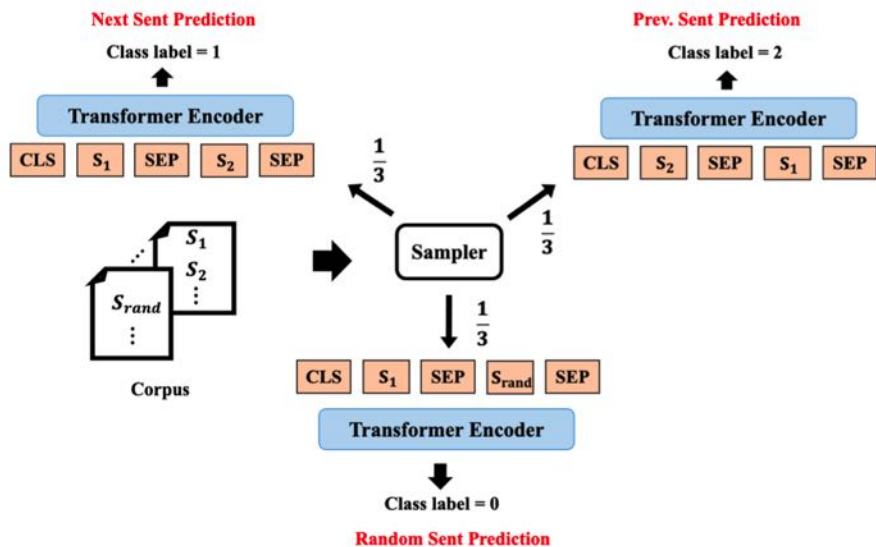 Next Sent Prediction
Class label = 1
Transformer Encoder
CLS S₁ SEP S₂ SEP
Prev. Sent Prediction
Class label = 2
Transformer Encoder
CLS S₂ SEP S₁ SEP
1/3
1/3
Sampler
1/3
S₁
S₂
⋮
S_rand
⋮
Corpus
CLS S₁ SEP S_rand SEP
Transformer Encoder
Class label = 0
Random Sent Prediction